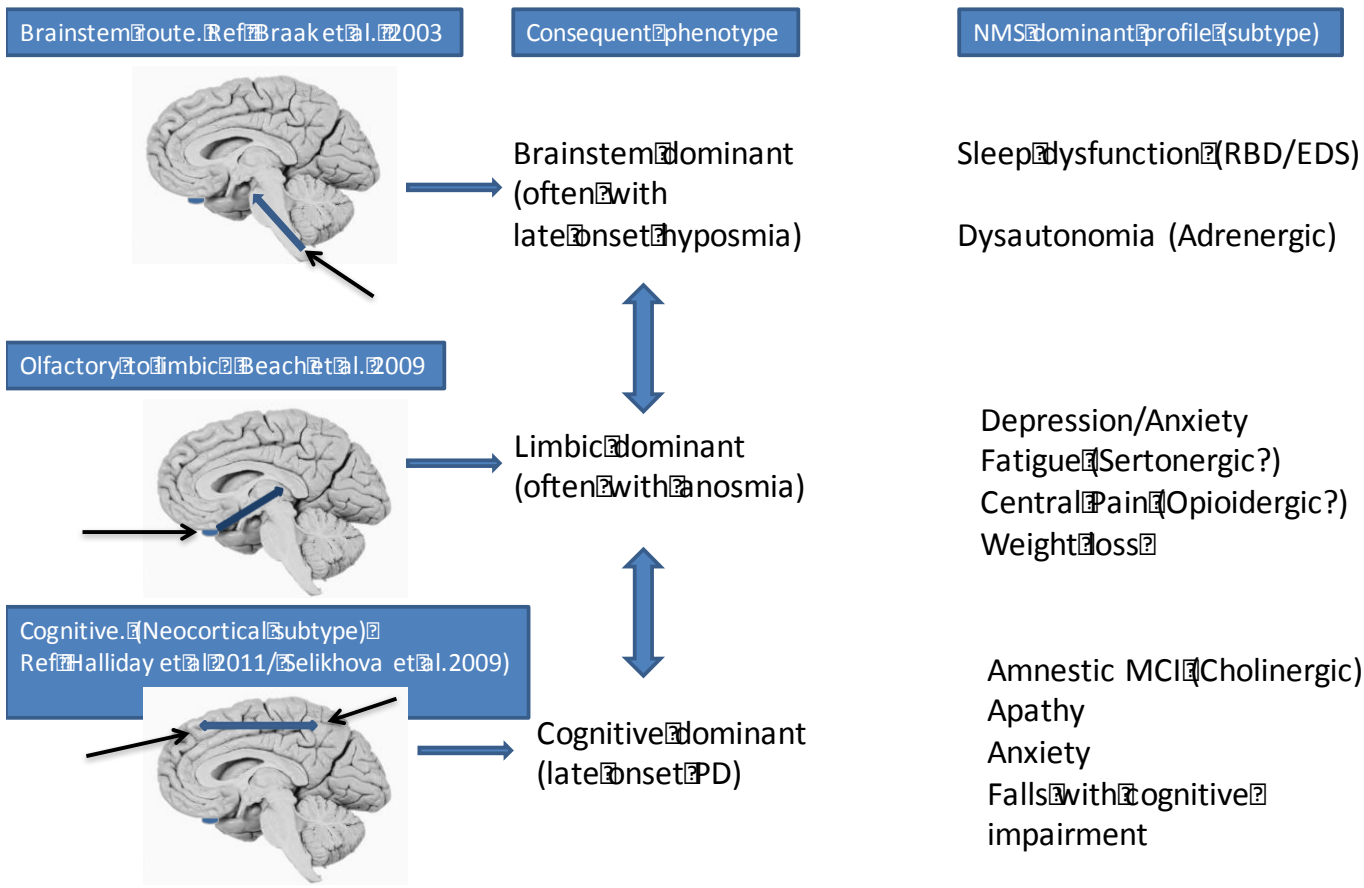 Brainstem route. Ref Braak et al. 2003
Consequent phenotype
NMS dominant profile (subtype)
Brainstem dominant
(often with
late onset hyposmia)
Sleep dysfunction (RBD/EDS)
Dysautonomia (Adrenergic)
Olfactory to limbic. Beach et al. 2009
Limbic dominant
(often with anosmia)
Depression/Anxiety
Fatigue (Sertonergic?)
Central Pain (Opioidergic?)
Weight loss
Cognitive. (Neocortical subtype)
Ref Halliday et al 2011/ Selikhova et al. 2009)
Cognitive dominant
(late onset PD)
Amnestic MCI (Cholinergic)
Apathy
Anxiety
Falls with cognitive
impairment